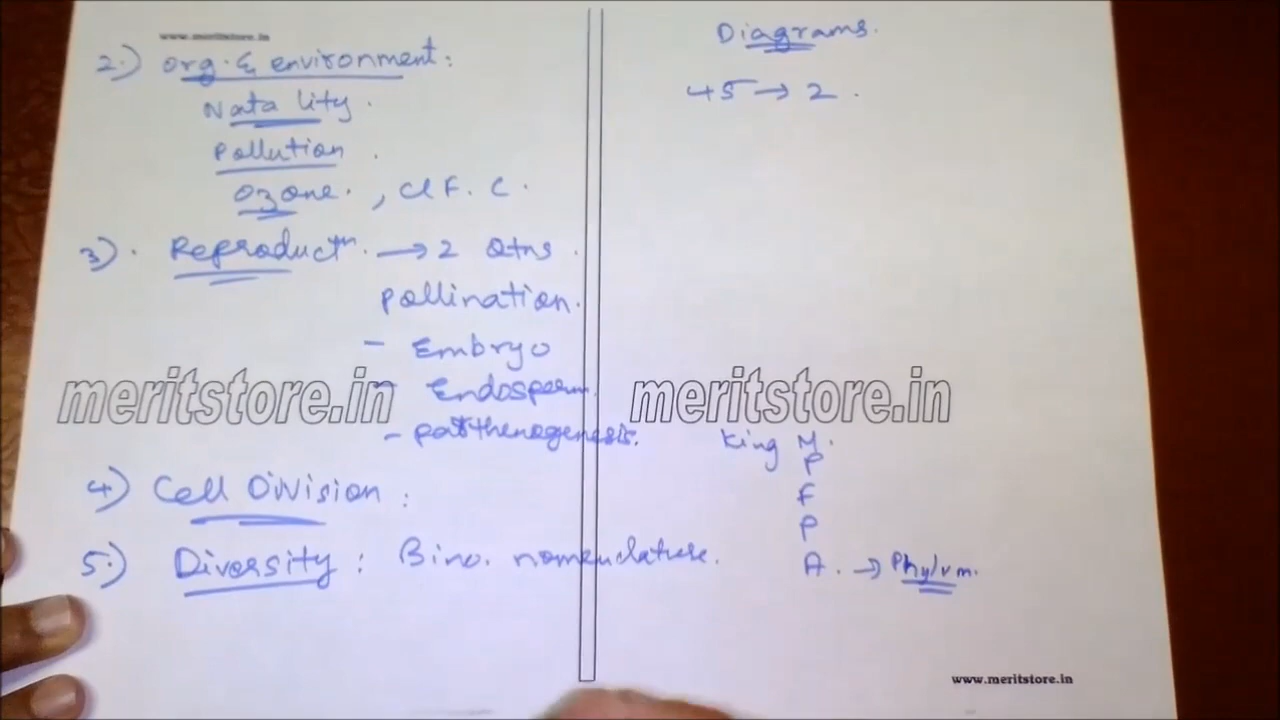 www.meritstore.in
2.) org. & environment:
Natality.
Pollution.
Ozone. , Cl F. C.
3) . Reproductn. → 2 Qtns.
pollination.
- Embryo
- Endosperm.
meritstore.in
- parthenogenesis.
4) Cell Division :
5.) Diversity : Bino. nomenclature.
Diagrams.
45 → 2 .
meritstore.in
King M.
P
F
P
A. → Phylum.
www.meritstore.in